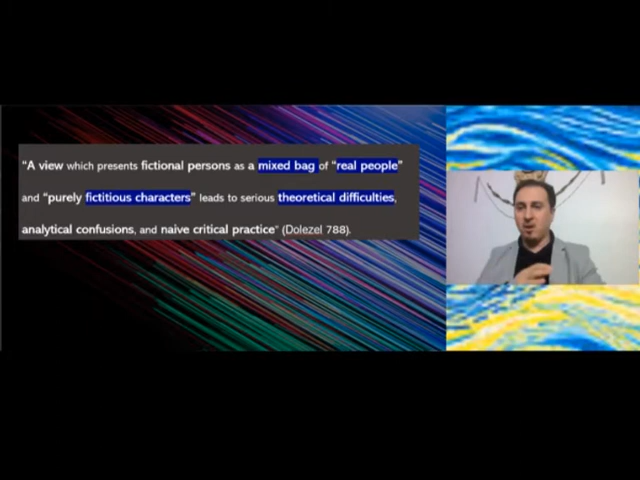 “A view which presents fictional persons as a mixed bag of “real people”
and “purely fictitious characters” leads to serious theoretical difficulties,
analytical confusions, and naive critical practice” (Dolezel 788).